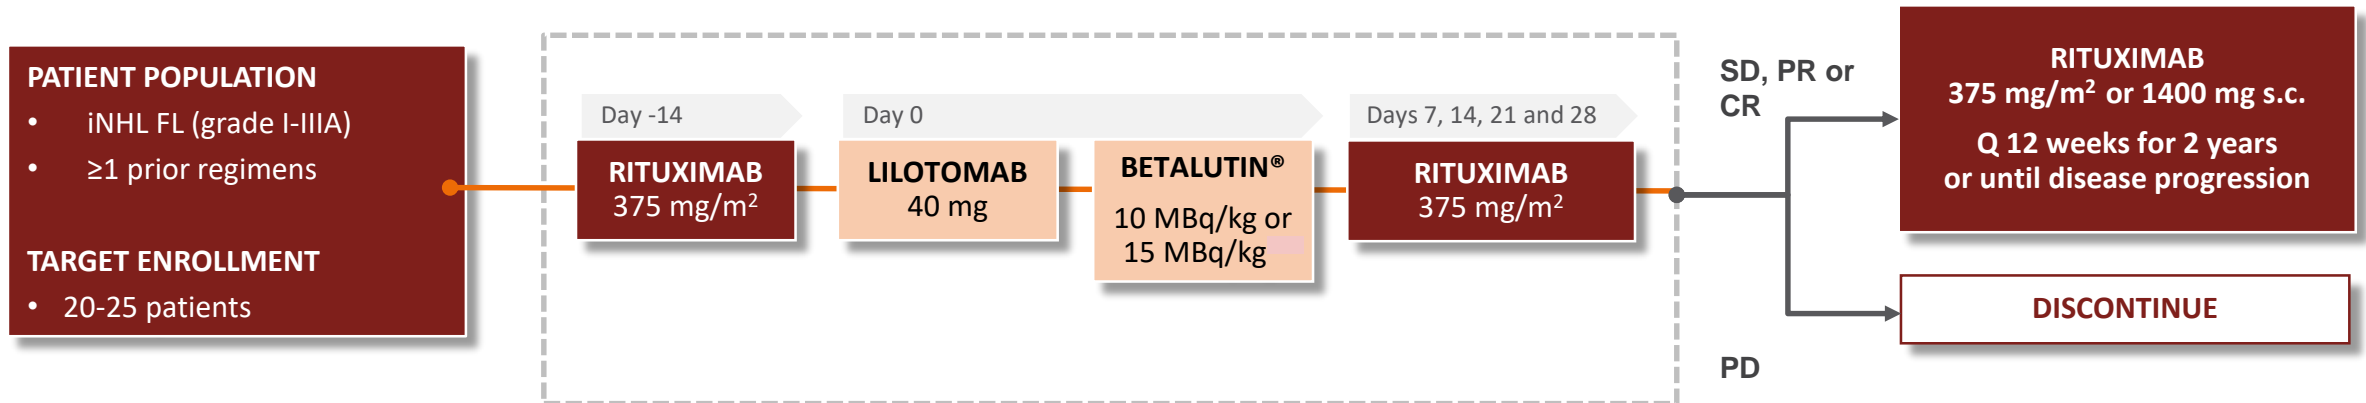 PATIENT POPULATION
• iNHL FL (grade I-IIIA)
• ≥1 prior regimens
TARGET ENROLLMENT
• 20-25 patients
Day -14
RITUXIMAB
375 mg/m²
Day 0
LILOTOMAB
40 mg
BETALUTIN®
10 MBq/kg or
15 MBq/kg
Days 7, 14, 21 and 28
RITUXIMAB
375 mg/m²
SD, PR or
CR
PD
RITUXIMAB
375 mg/m² or 1400 mg s.c.
Q 12 weeks for 2 years
or until disease progression
DISCONTINUE